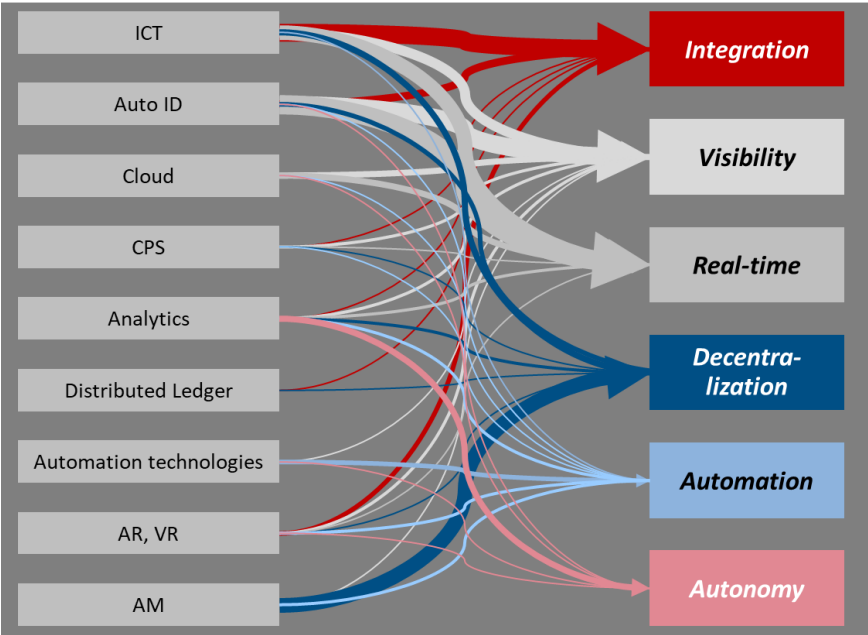 ICT
Auto ID
Cloud
CPS
Analytics
Distributed Ledger
Automation technologies
AR, VR
AM
Integration
Visibility
Real-time
Decentra-
lization
Automation
Autonomy